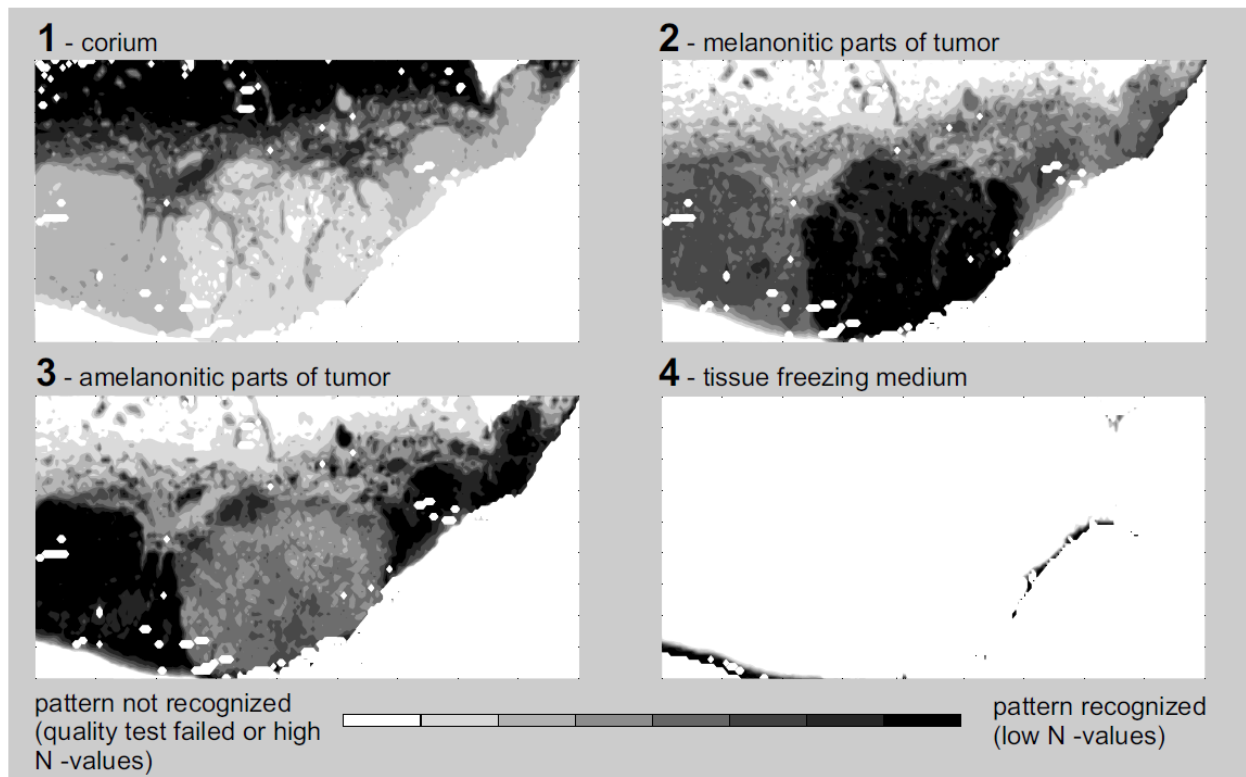 1 - corium
2 - melanonitic parts of tumor
3 - amelanonitic parts of tumor
4 - tissue freezing medium
pattern not recognized
(quality test failed or high
N -values)
pattern recognized
(low N -values)